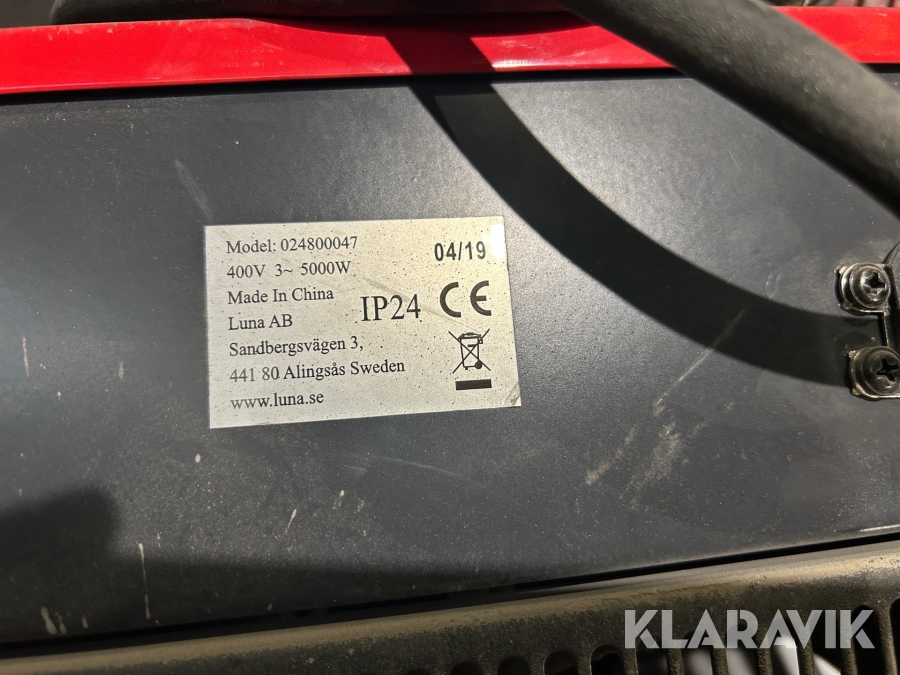 Model: 024800047
04/19
400V 3~ 5000W
Made In China
IP24
CE
Luna AB
Sandbergsvägen 3,
441 80 Alingsås Sweden
www.luna.se
KLARAVIK